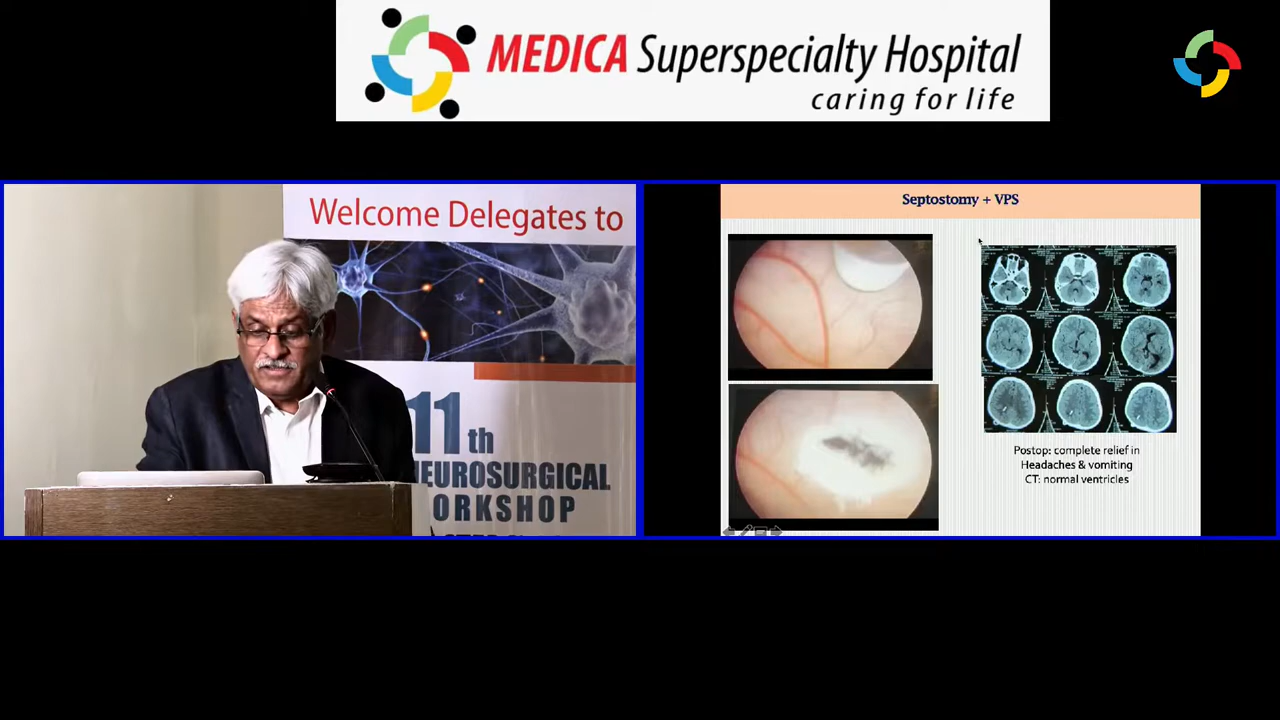 MEDICA Superspecialty Hospital
caring for life
Welcome Delegates to
11th
NEUROSURGICAL
ORKSHOP
Septostomy + VPS
Postop: complete relief in
Headaches & vomiting
CT: normal ventricles